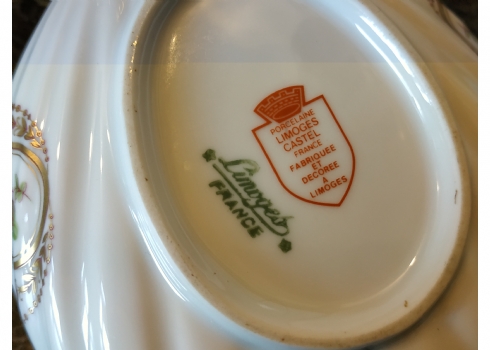 PORCELAINE
LIMOGES
CASTEL
FRANCE
FABRIQUEE
ET
DECOREE
A
LIMOGES
Limoges
FRANCE